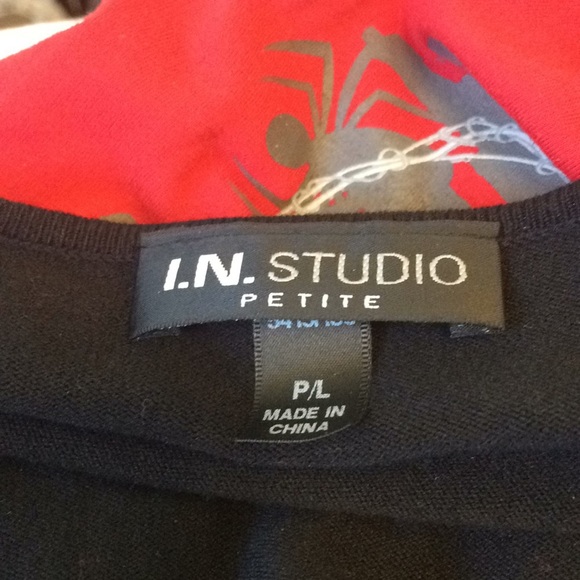 I.N. STUDIO
PETITE
P/L
MADE IN
CHINA